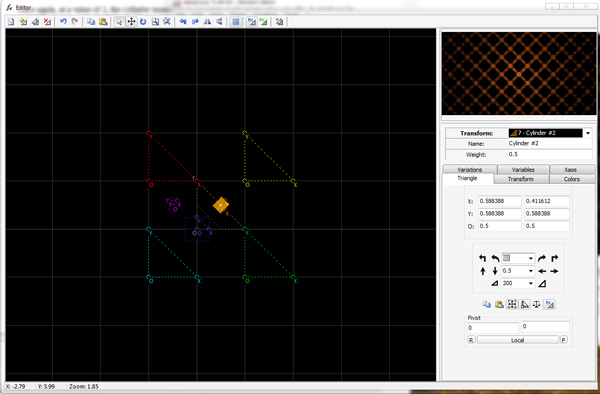 Editor
Transform: 7 - Cylinder #2
Name: Cylinder #2
Weight: 0.5
Variations Variables Xaos
Triangle Transform Colors
X: 0.588388 0.411612
Y: 0.588388 0.588388
O: 0.5 0.5
0.5
200
Pivot
0 0
R Local P
Y Y
O X Y O X
X
Y Y Y
O X O X
X: -2.79 Y: 3.99 Zoom: 1.85